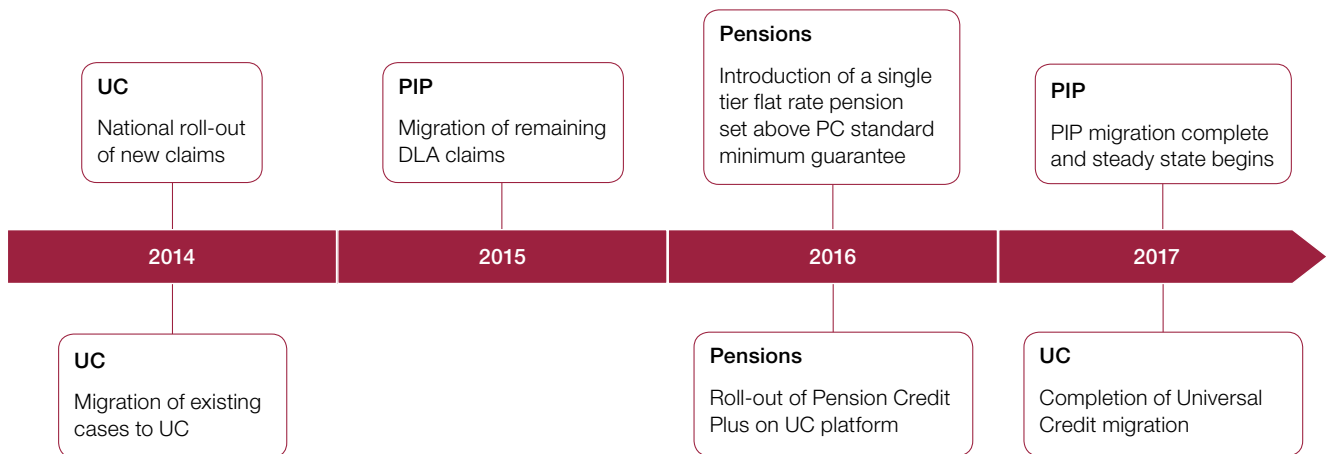 UC
National roll-out
of new claims
PIP
Migration of remaining
DLA claims
Pensions
Introduction of a single
tier flat rate pension
set above PC standard
minimum guarantee
PIP
PIP migration complete
and steady state begins
2014
2015
2016
2017
UC
Migration of existing
cases to UC
Pensions
Roll-out of Pension Credit
Plus on UC platform
UC
Completion of Universal
Credit migration